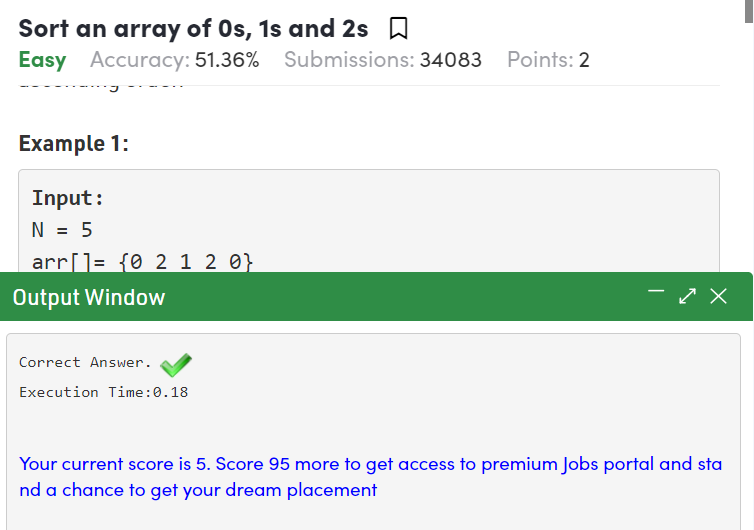 Sort an array of 0s, 1s and 2s
Easy Accuracy: 51.36% Submissions: 34083 Points: 2
Example 1:
Input:
N = 5
arr[]= {0 2 1 2 0}
Output Window
Correct Answer.
Execution Time:0.18
Your current score is 5. Score 95 more to get access to premium Jobs portal and sta
nd a chance to get your dream placement